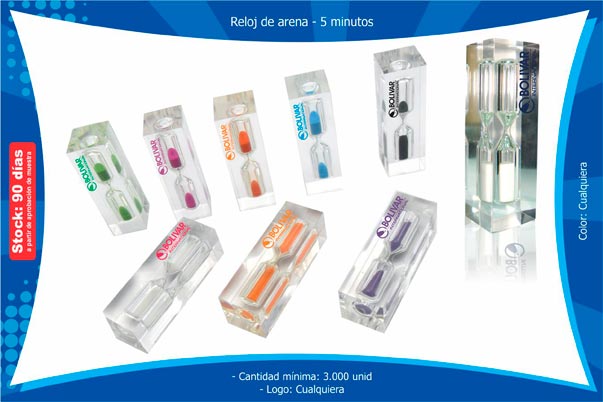 Reloj de arena - 5 minutos
BOLIVAR
BOLIVAR
BOLIVAR
BOLIVAR
BOLIVAR
BOLIVAR
Stock: 90 días
a partir de aprobación de muestra
Color: Cualquiera
BOLIVAR
BOLIVAR
BOLIVAR
- Cantidad mínima: 3.000 unid
- Logo: Cualquiera